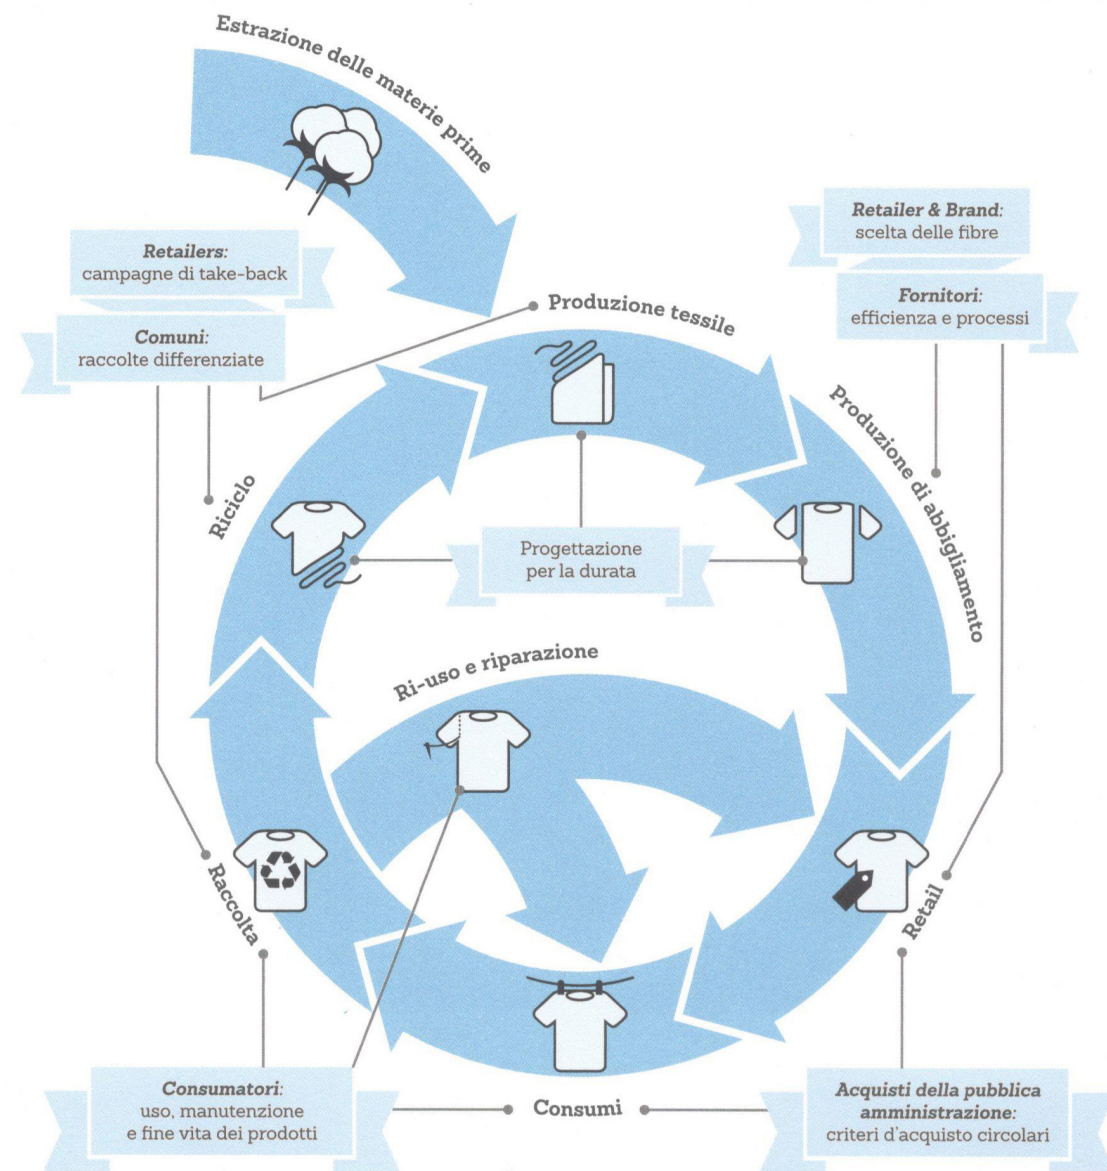 Estrazione delle materie prime
Retailers:
campagne di take-back
Comuni:
raccolte differenziate
Retailer & Brand:
scelta delle fibre
Fornitori:
efficienza e processi
Produzione tessile
Produzione di abbigliamento
Riciclo
Progettazione
per la durata
Ri-uso e riparazione
Raccolta
Retail
Consumatori:
uso, manutenzione
e fine vita dei prodotti
Consumi
Acquisti della pubblica
amministrazione:
criteri d'acquisto circolari